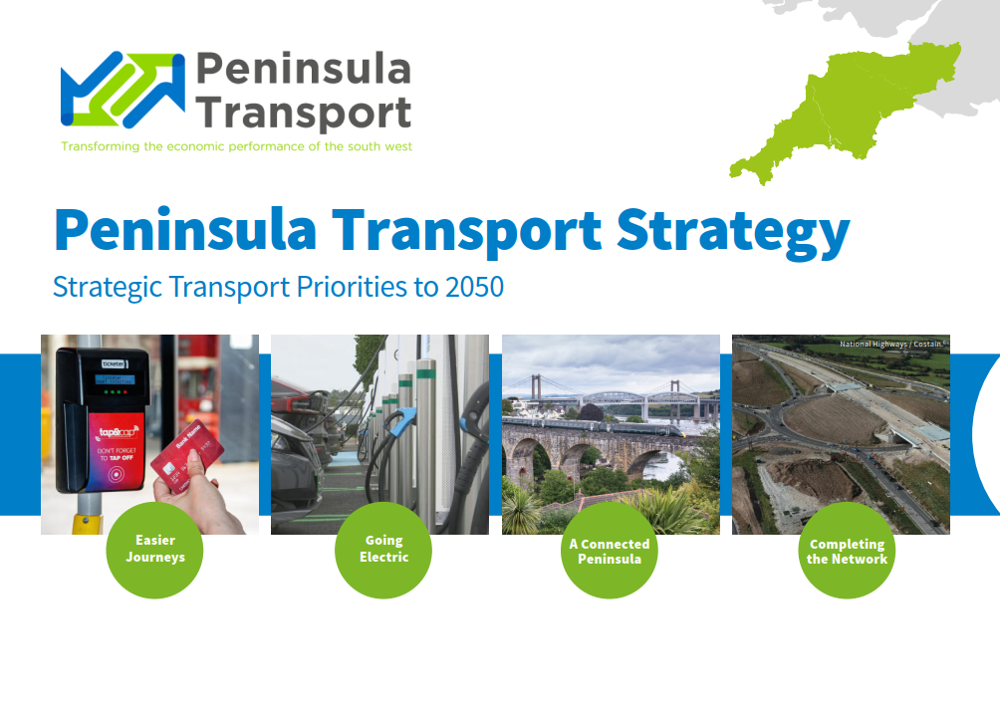 Peninsula
Transport
Transforming the economic performance of the south west
Peninsula Transport Strategy
Strategic Transport Priorities to 2050
National Highways / Costain.
ticketer
tap&cap
DON'T FORGET
TO TAP OFF
Bank Name
Easier
Journeys
Going
Electric
A Connected
Peninsula
Completing
the Network